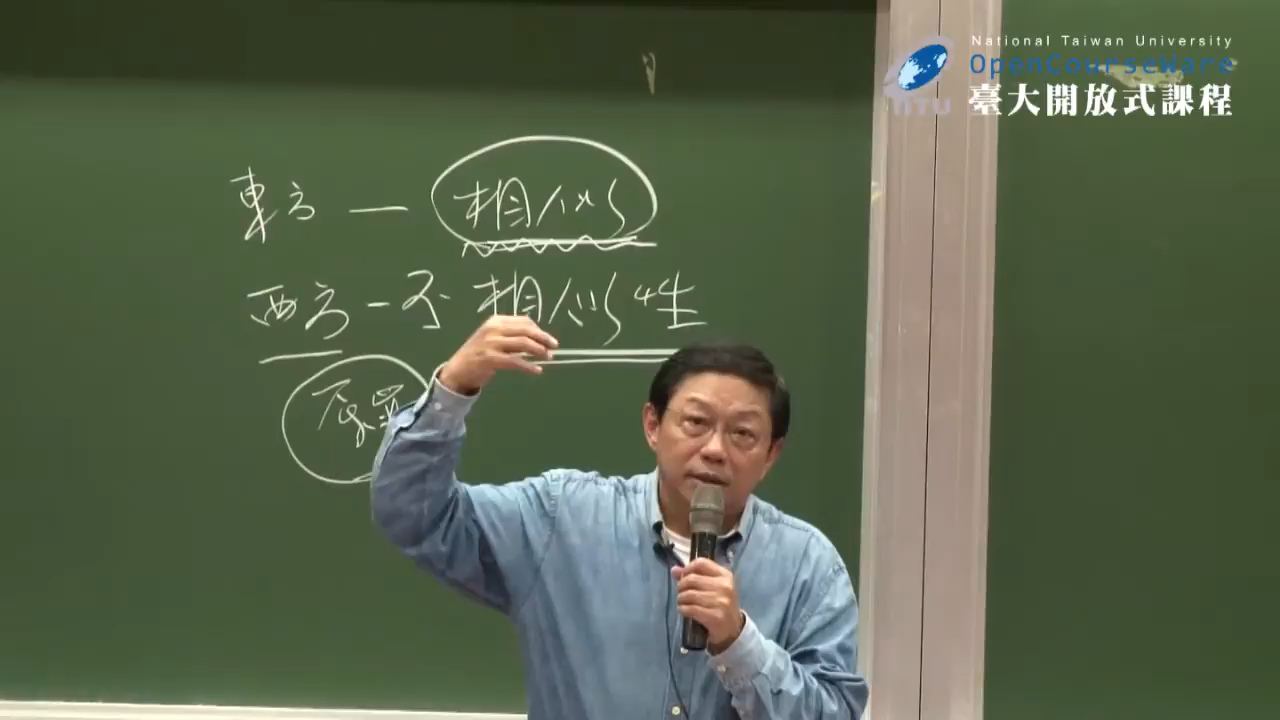 National Taiwan University
OpenCourseWare
臺大開放式課程
NTU
東方 — 相似
西方 - 不相似性